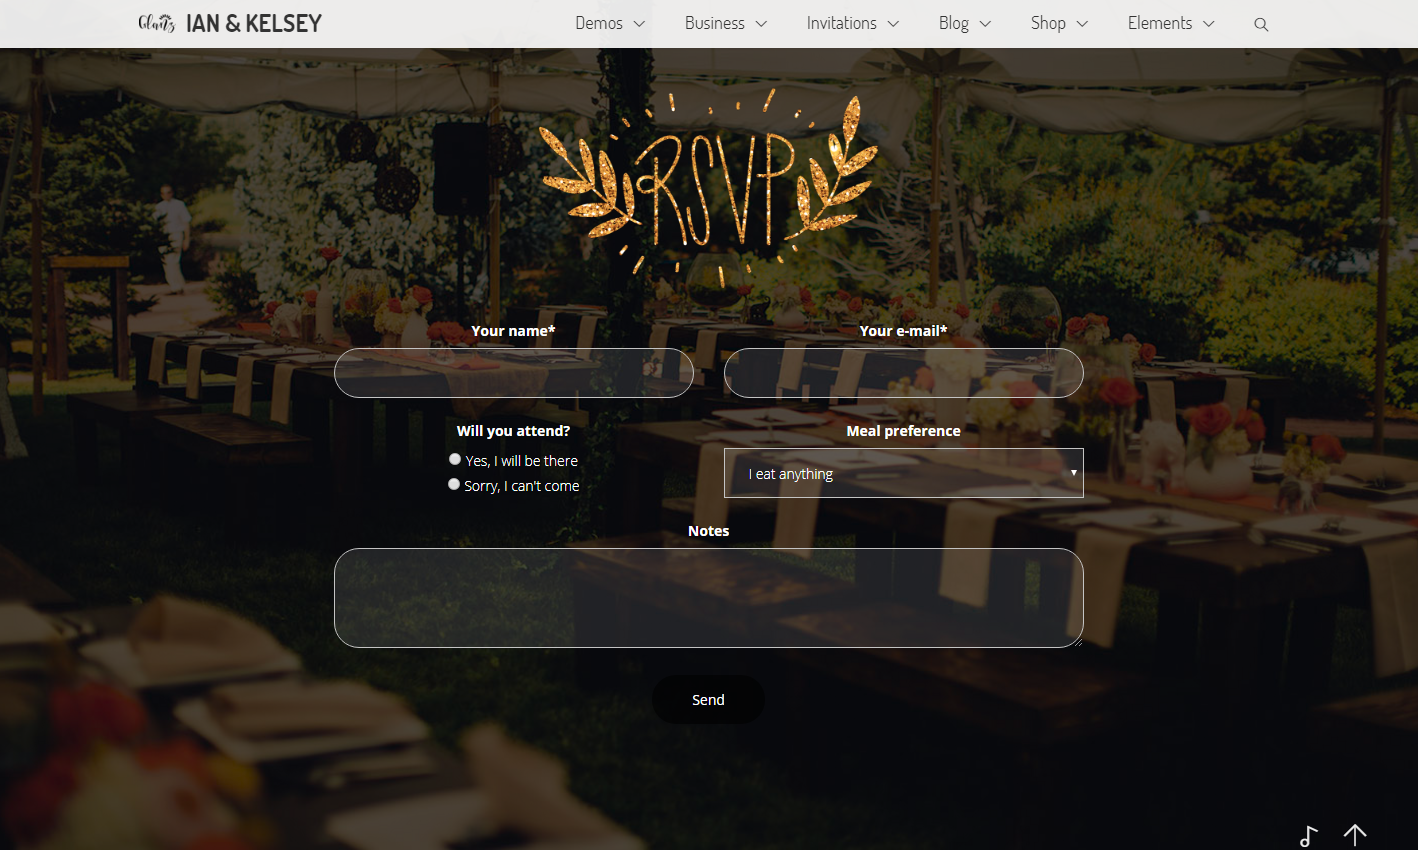 Glanz IAN & KELSEY Demos Business Invitations Blog Shop Elements
RSVP
Your name* Your e-mail*
Will you attend? Meal preference
Yes, I will be there
I eat anything
Sorry, I can't come
Notes
Send